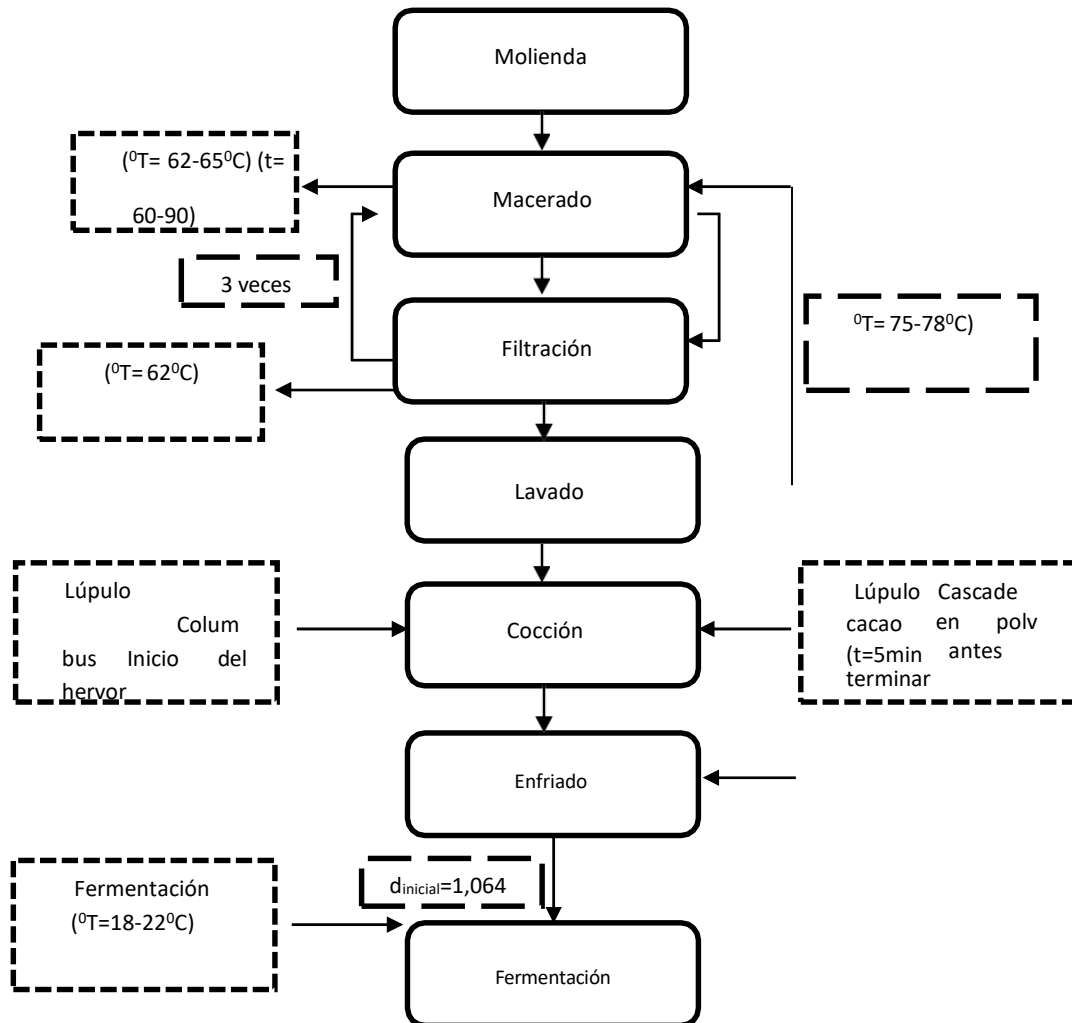 Molienda
(⁰T= 62-65⁰C) (t=
60-90)
Macerado
3 veces
⁰T= 75-78⁰C)
Filtración
(⁰T= 62⁰C)
Lavado
Lúpulo
Colum
bus Inicio del
hervor
Cocción
Lúpulo Cascade
cacao en polv
(t=5min antes
terminar
Enfriado
d inicial=1,064
Fermentación
(⁰T=18-22⁰C)
Fermentación